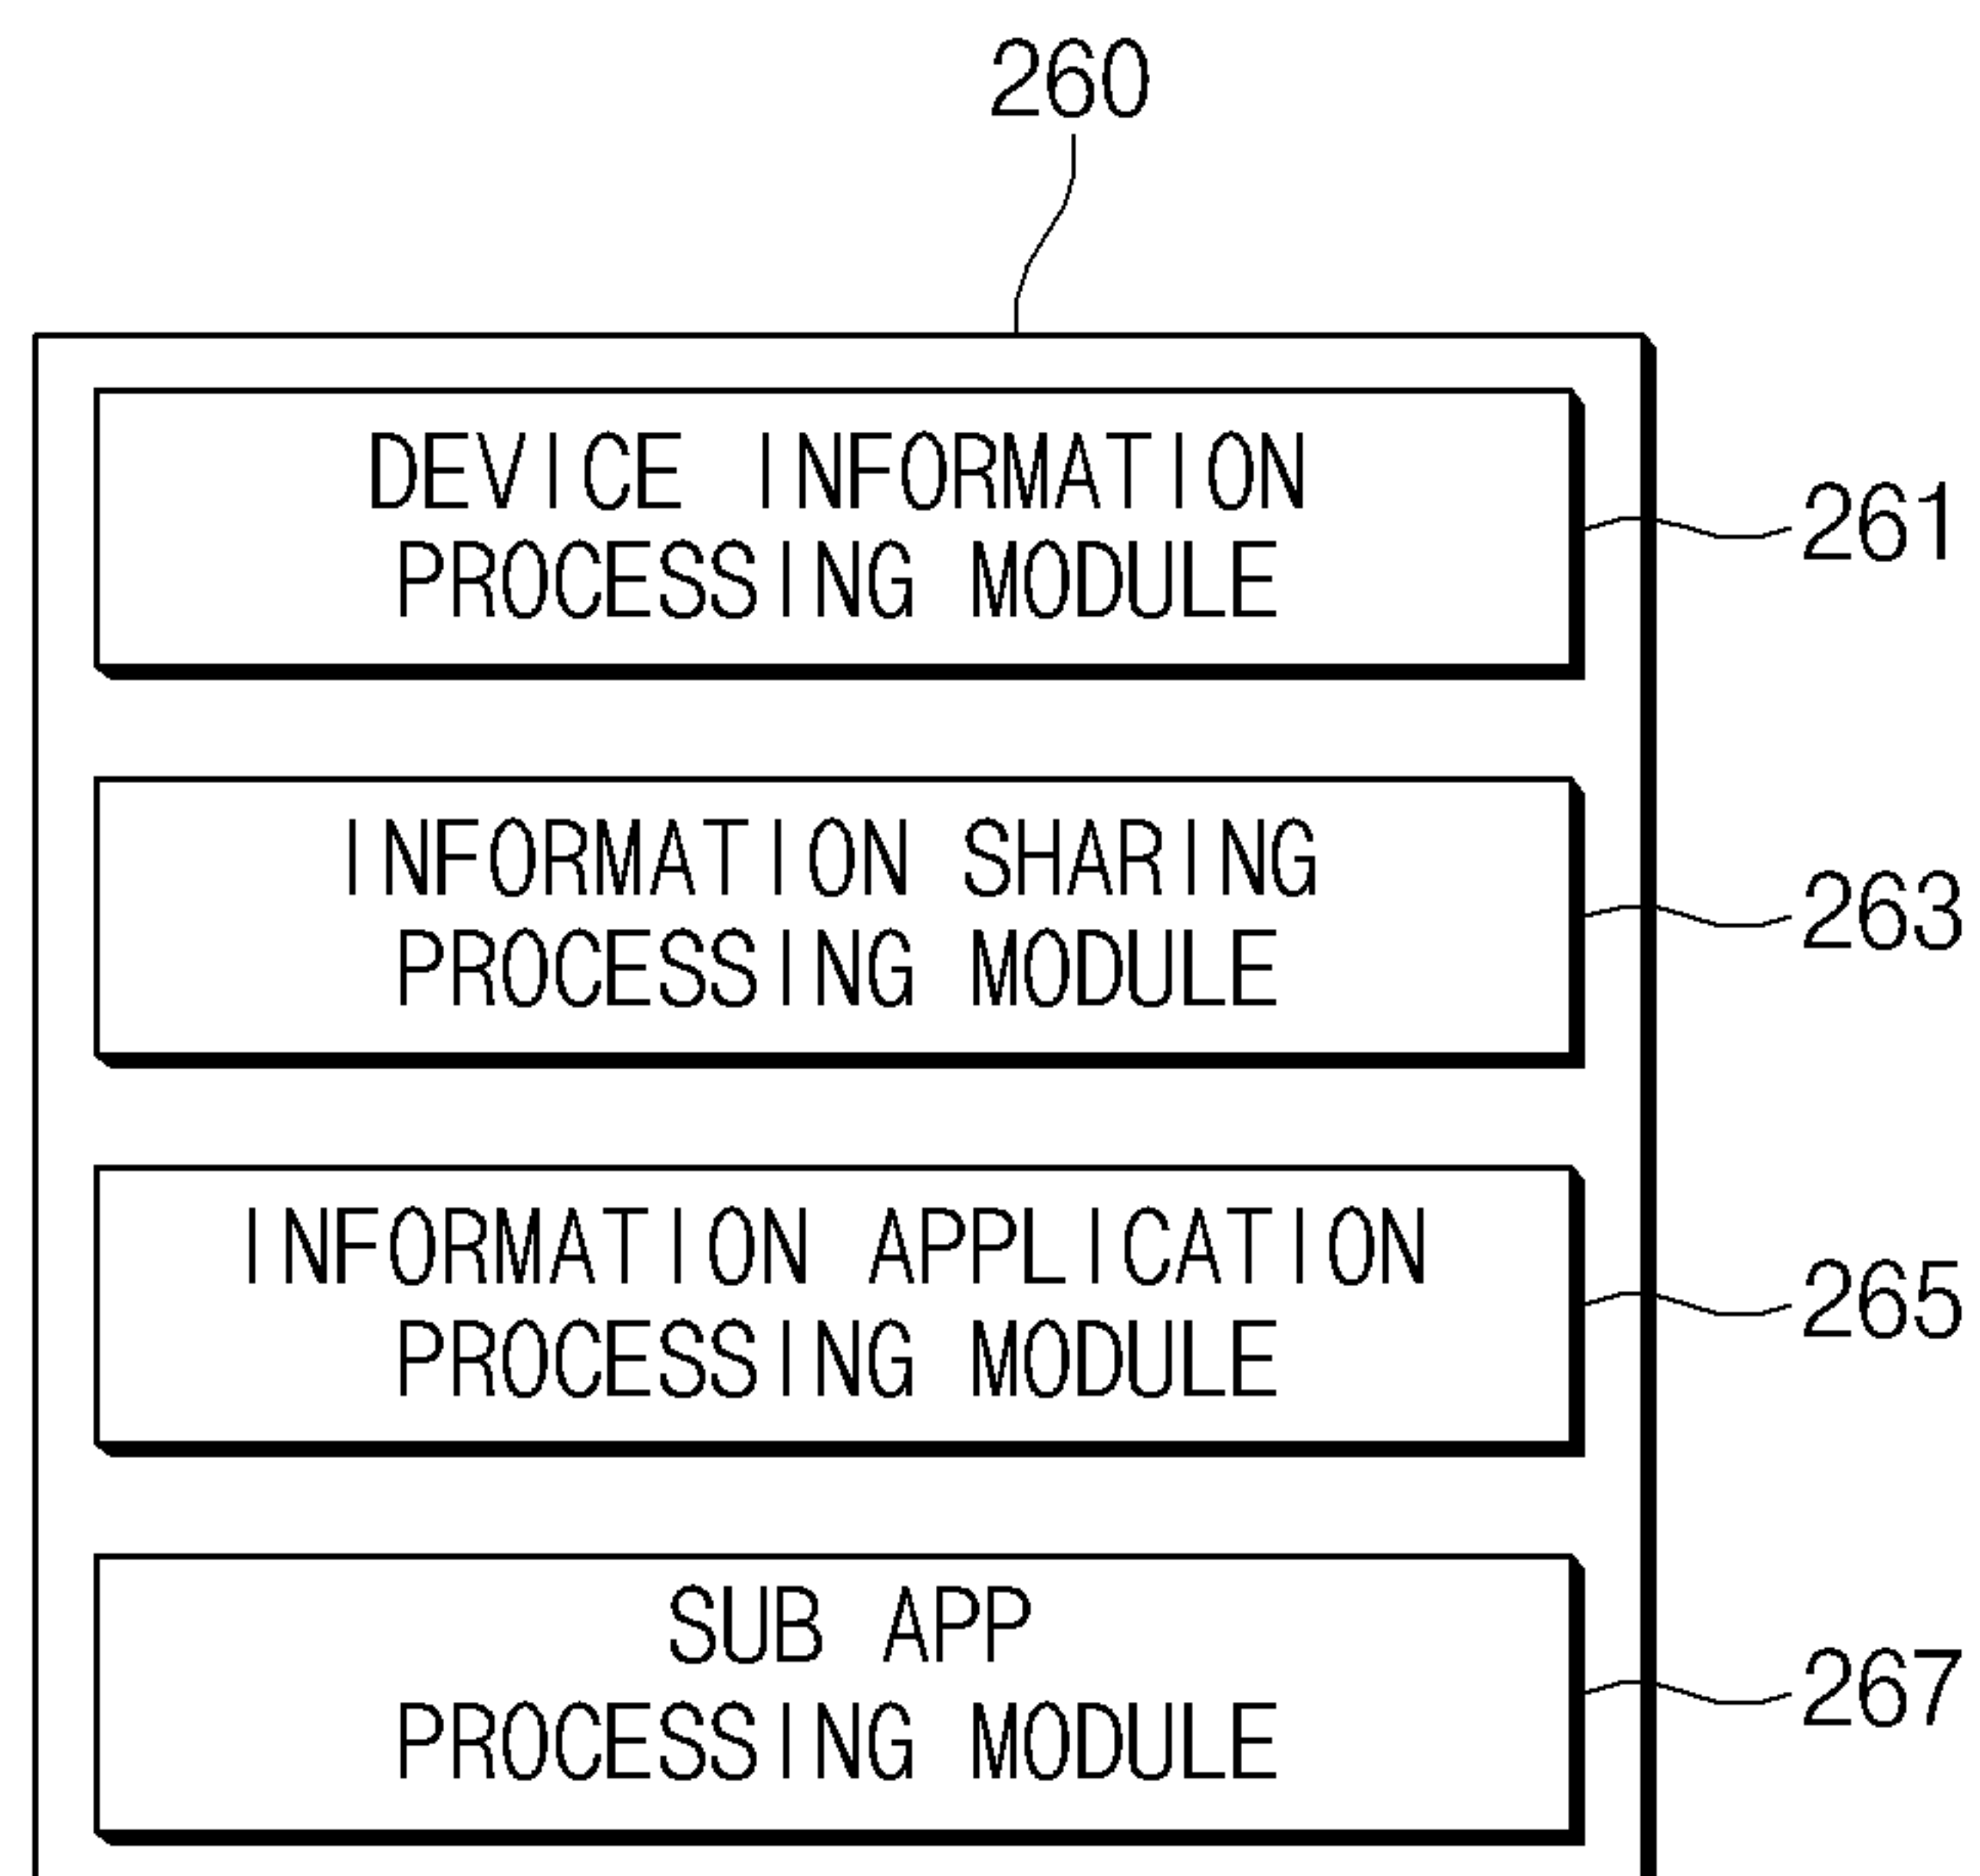 260
DEVICE INFORMATION
PROCESSING MODULE
261
INFORMATION SHARING
PROCESSING MODULE
263
INFORMATION APPLICATION
PROCESSING MODULE
265
SUB APP
PROCESSING MODULE
267